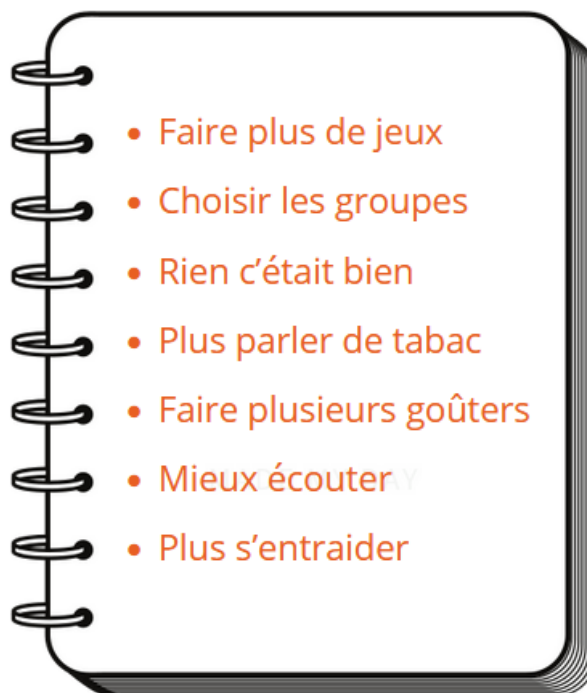 • Faire plus de jeux
• Choisir les groupes
• Rien c’était bien
• Plus parler de tabac
• Faire plusieurs goûters
• Mieux écouter
• Plus s’entraider